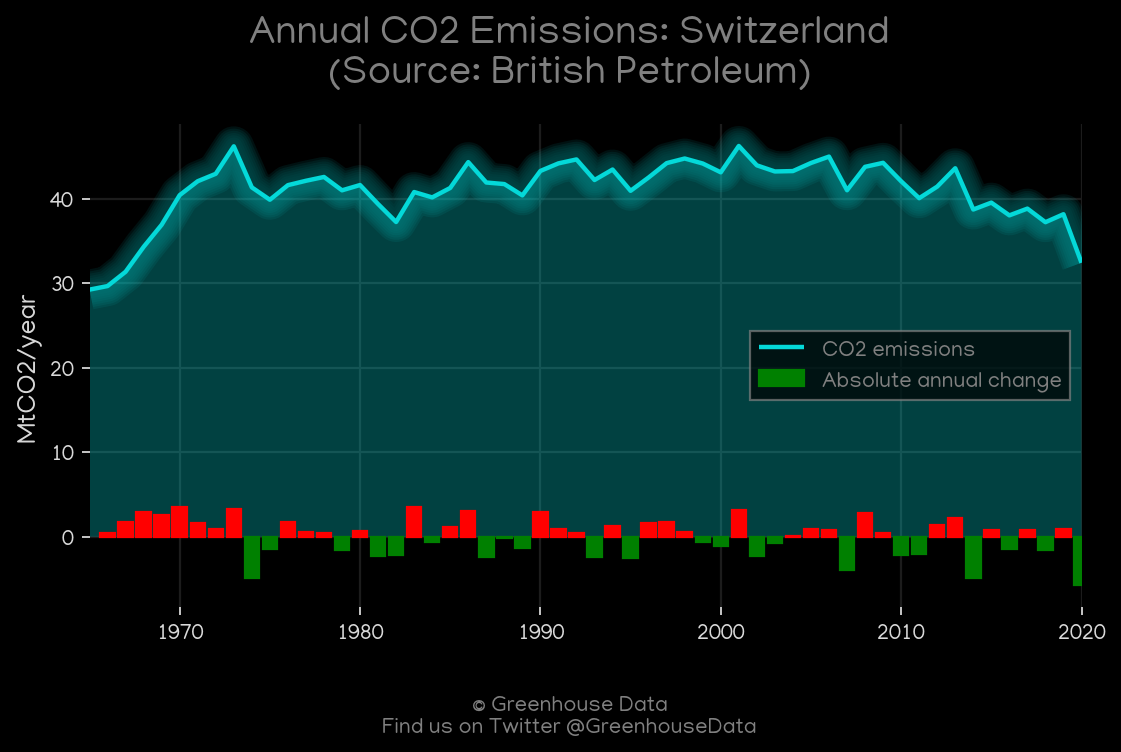 Annual CO2 Emissions: Switzerland
(Source: British Petroleum)
MtCO2/year
40
30
20
10
0
CO2 emissions
Absolute annual change
1970 1980 1990 2000 2010 2020
© Greenhouse Data
Find us on Twitter @GreenhouseData